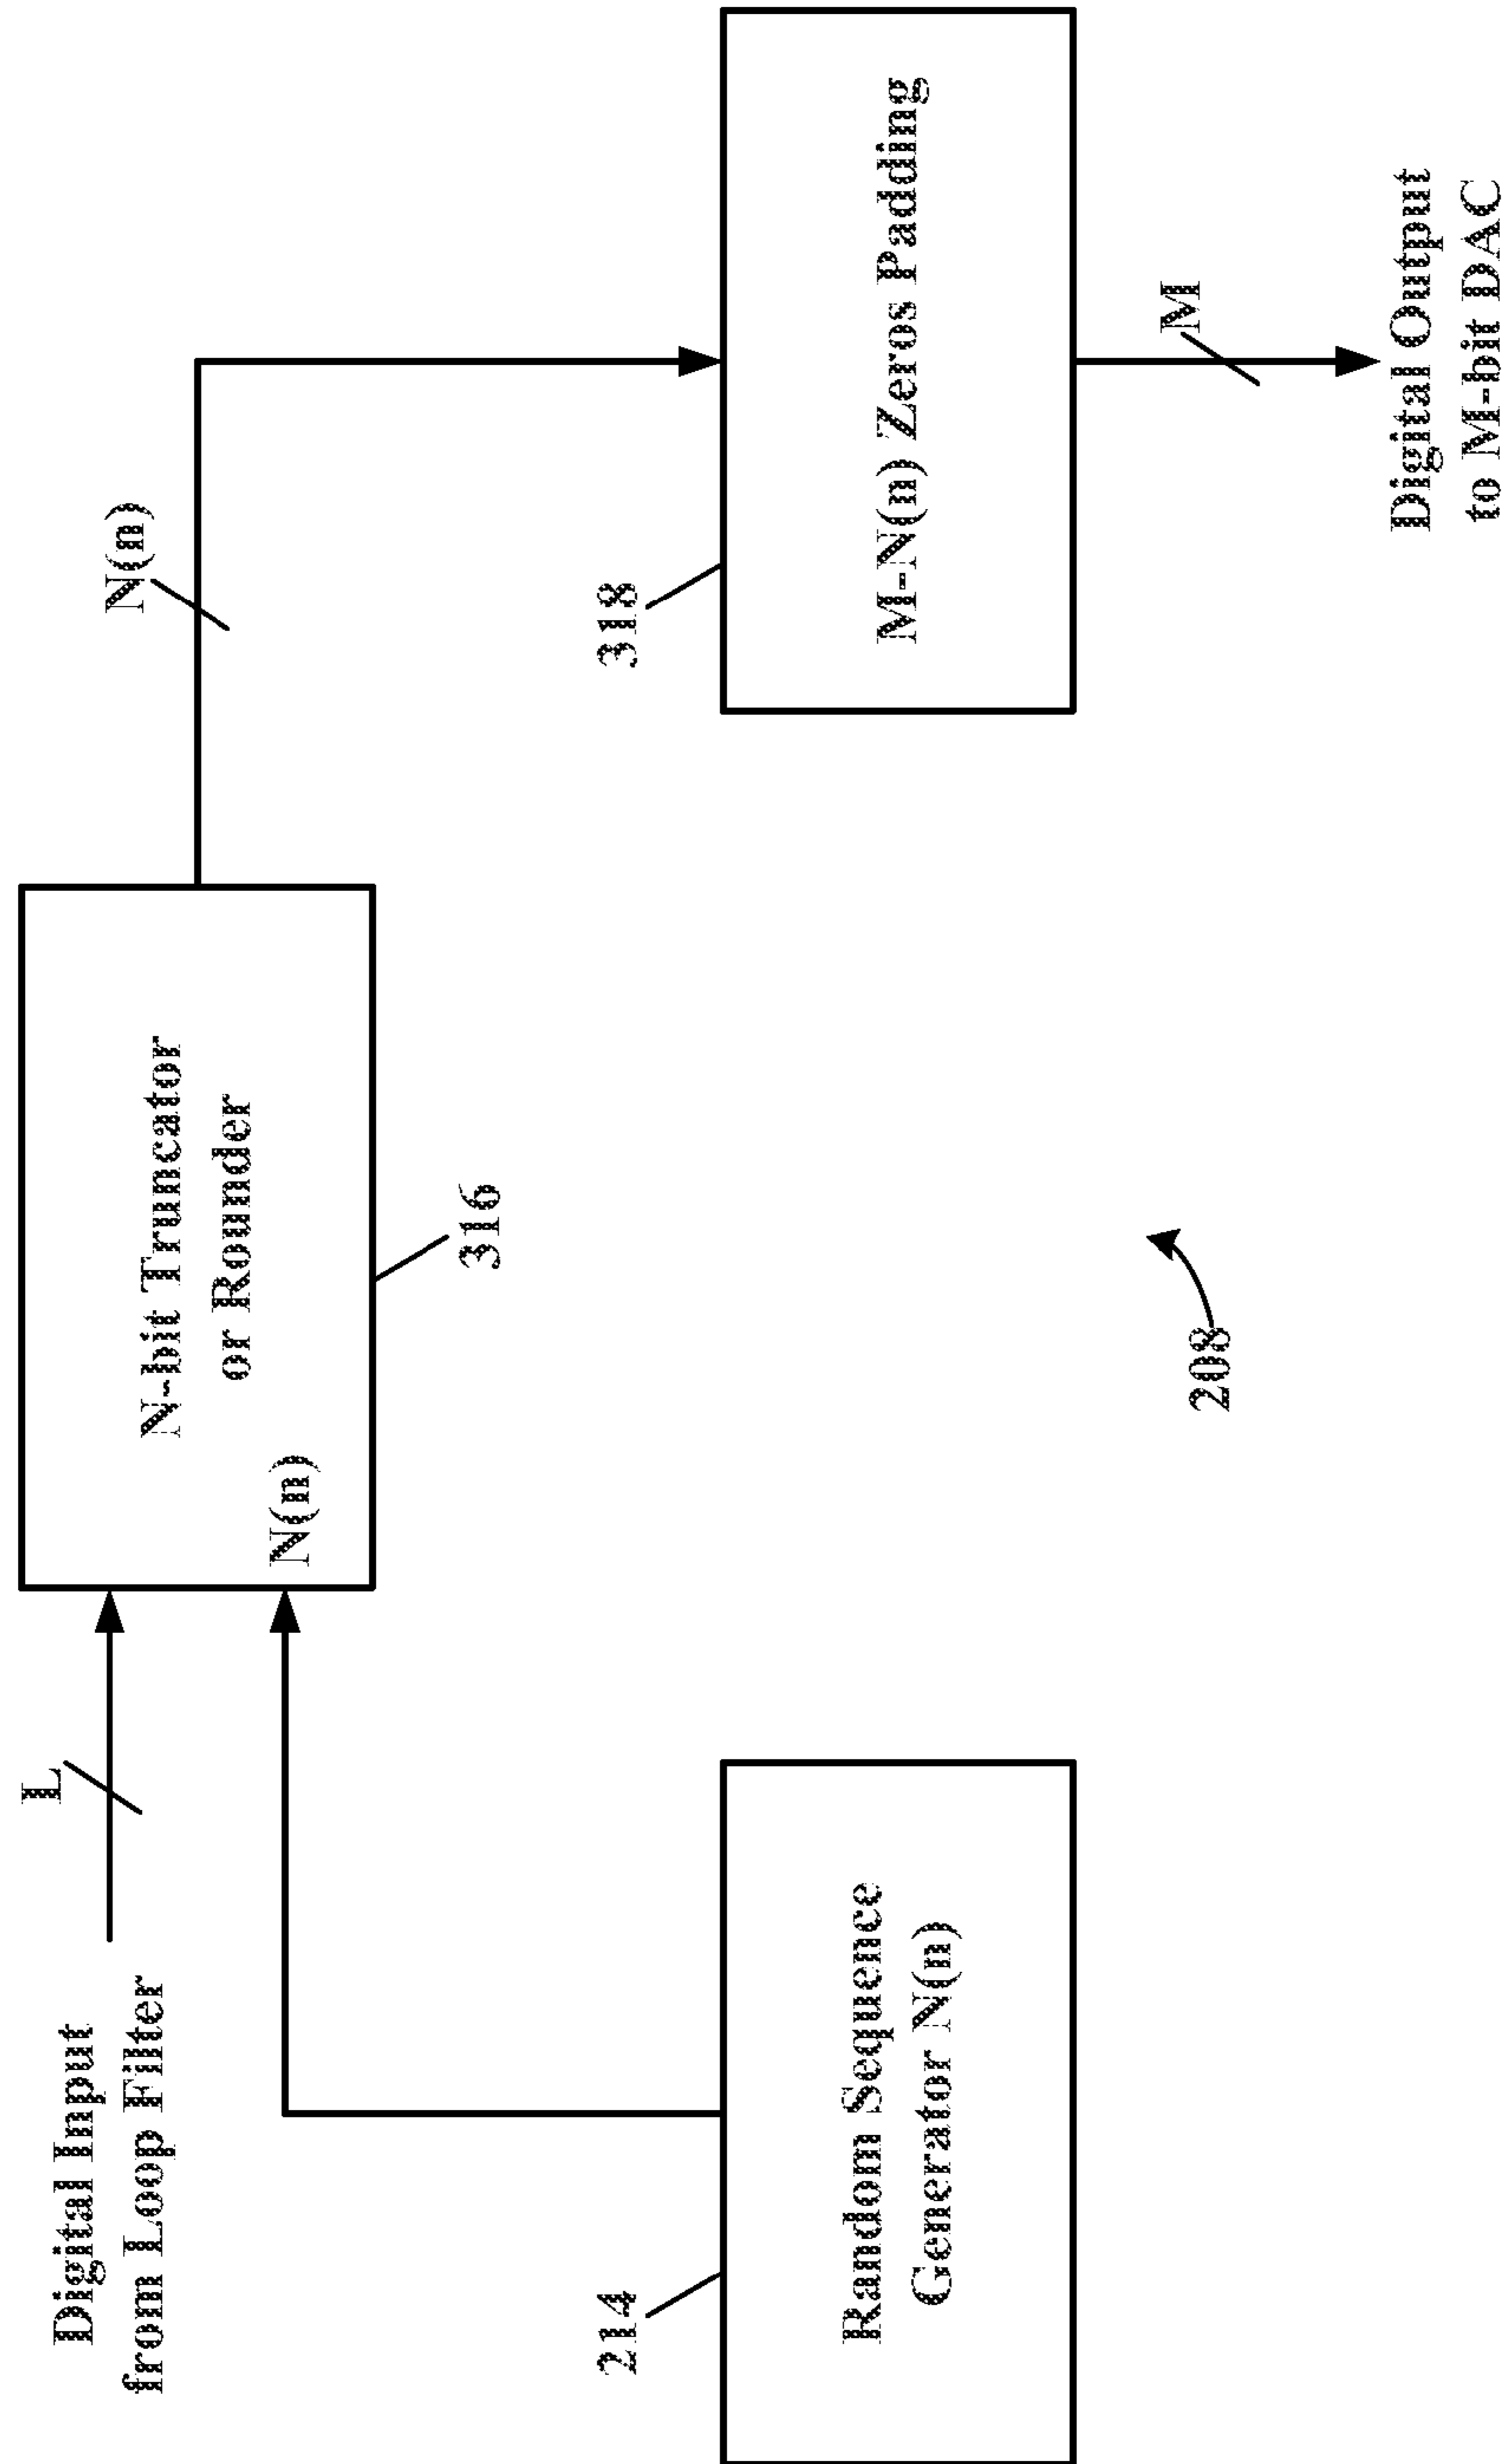 Digital Input
from Loop Filter
L
N-bit Truncator
or Rounder
N(n)
316
N(n)
214
Random Sequence
Generator N(n)
318
M-N(n) Zeros Padding
M
Digital Output
to M-bit DAC
208